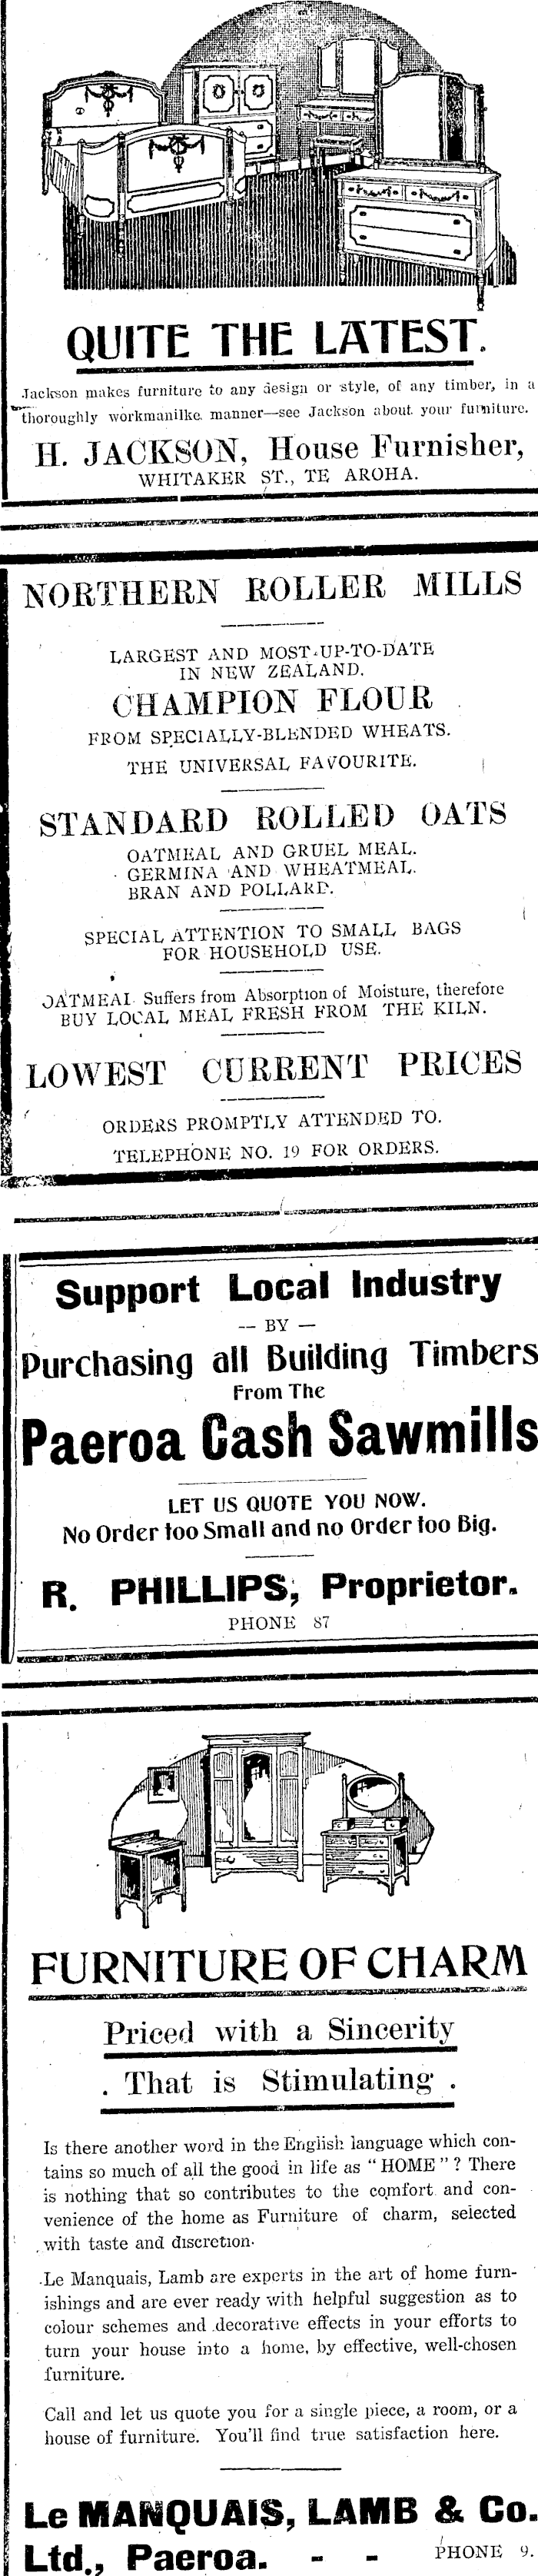 QUITE THE LATEST.
Jackson makes furniture to any design or style, of any timber, in a
thoroughly workmanilke manner—see Jackson about your furniture.
H. JACKSON, House Furnisher,
WHITAKER ST., TE AROHA.
NORTHERN ROLLER MILLS
LARGEST AND MOST-UP-TO-DATE
IN NEW ZEALAND.
CHAMPION FLOUR
FROM SPECIALLY-BLENDED WHEATS.
THE UNIVERSAL FAVOURITE.
STANDARD ROLLED OATS
OATMEAL AND GRUEL MEAL.
GERMINA AND WHEATMEAL.
BRAN AND POLLARD.
SPECIAL ATTENTION TO SMALL BAGS
FOR HOUSEHOLD USE.
OATMEAL Suffers from Absorption of Moisture, therefore
BUY LOCAL MEAL FRESH FROM THE KILN.
LOWEST CURRENT PRICES
ORDERS PROMPTLY ATTENDED TO.
TELEPHONE NO. 19 FOR ORDERS.
Support Local Industry
— BY —
Purchasing all Building Timbers
From The
Paeroa Cash Sawmills
LET US QUOTE YOU NOW.
No Order too Small and no Order too Big.
R. PHILLIPS, Proprietor.
PHONE 87
FURNITURE OF CHARM
Priced with a Sincerity
. That is Stimulating .
Is there another word in the English language which con-
tains so much of all the good in life as "HOME"? There
is nothing that so contributes to the comfort and con-
venience of the home as Furniture of charm, selected
with taste and discretion.
Le Manquais, Lamb are experts in the art of home furn-
ishings and are ever ready with helpful suggestion as to
colour schemes and decorative effects in your efforts to
turn your house into a home, by effective, well-chosen
furniture.
Call and let us quote you for a single piece, a room, or a
house of furniture. You'll find true satisfaction here.
Le MANQUAIS, LAMB & Co.
Ltd., Paeroa. - - PHONE 9.